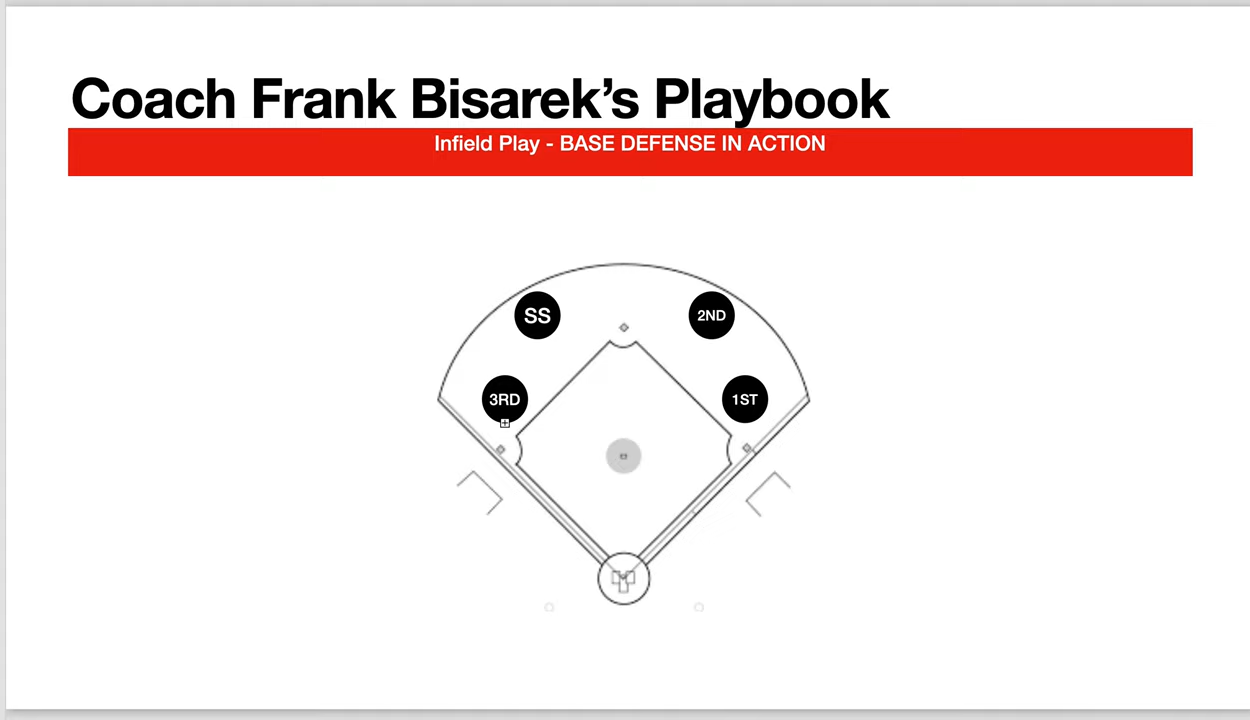 Coach Frank Bisarek’s Playbook
Infield Play - BASE DEFENSE IN ACTION
SS
2ND
3RD
1ST